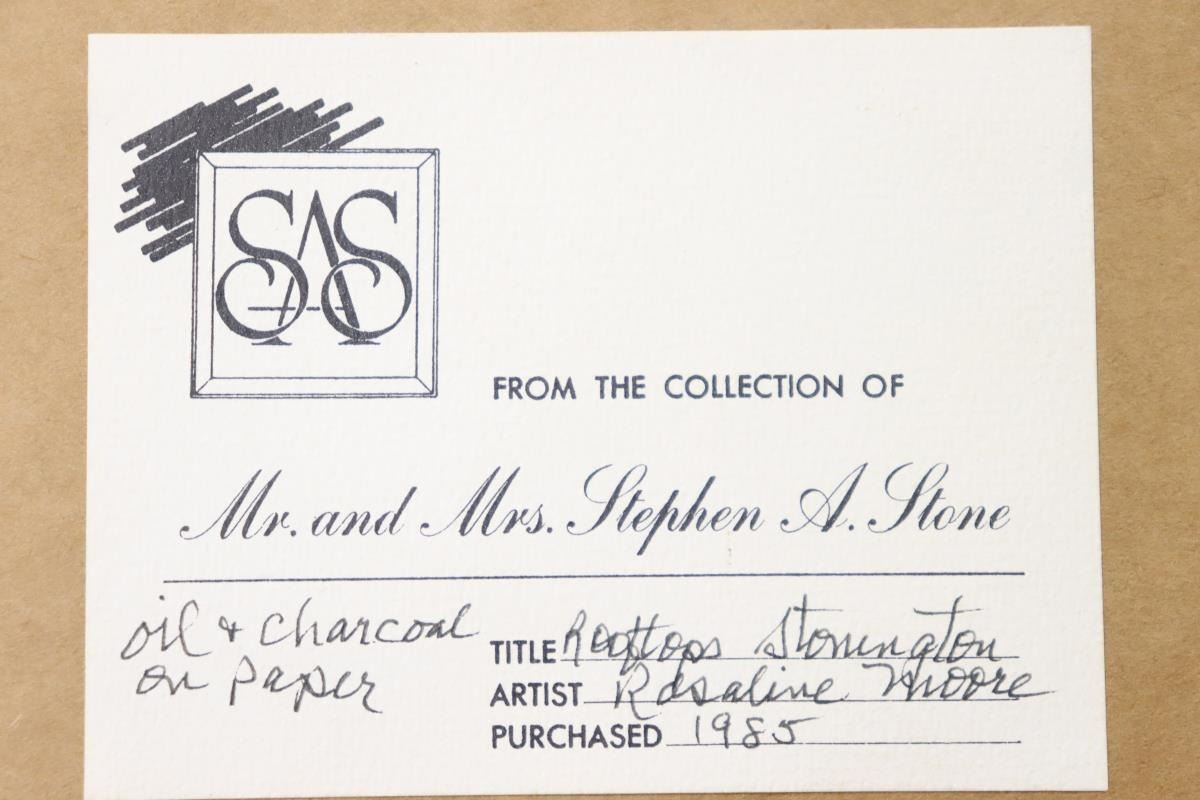 SAS
FROM THE COLLECTION OF
Mr. and Mrs. Stephen A. Stone
oil & charcoal
on paper
TITLE Rooftops Stonington
ARTIST Rosaline Moore
PURCHASED 1985